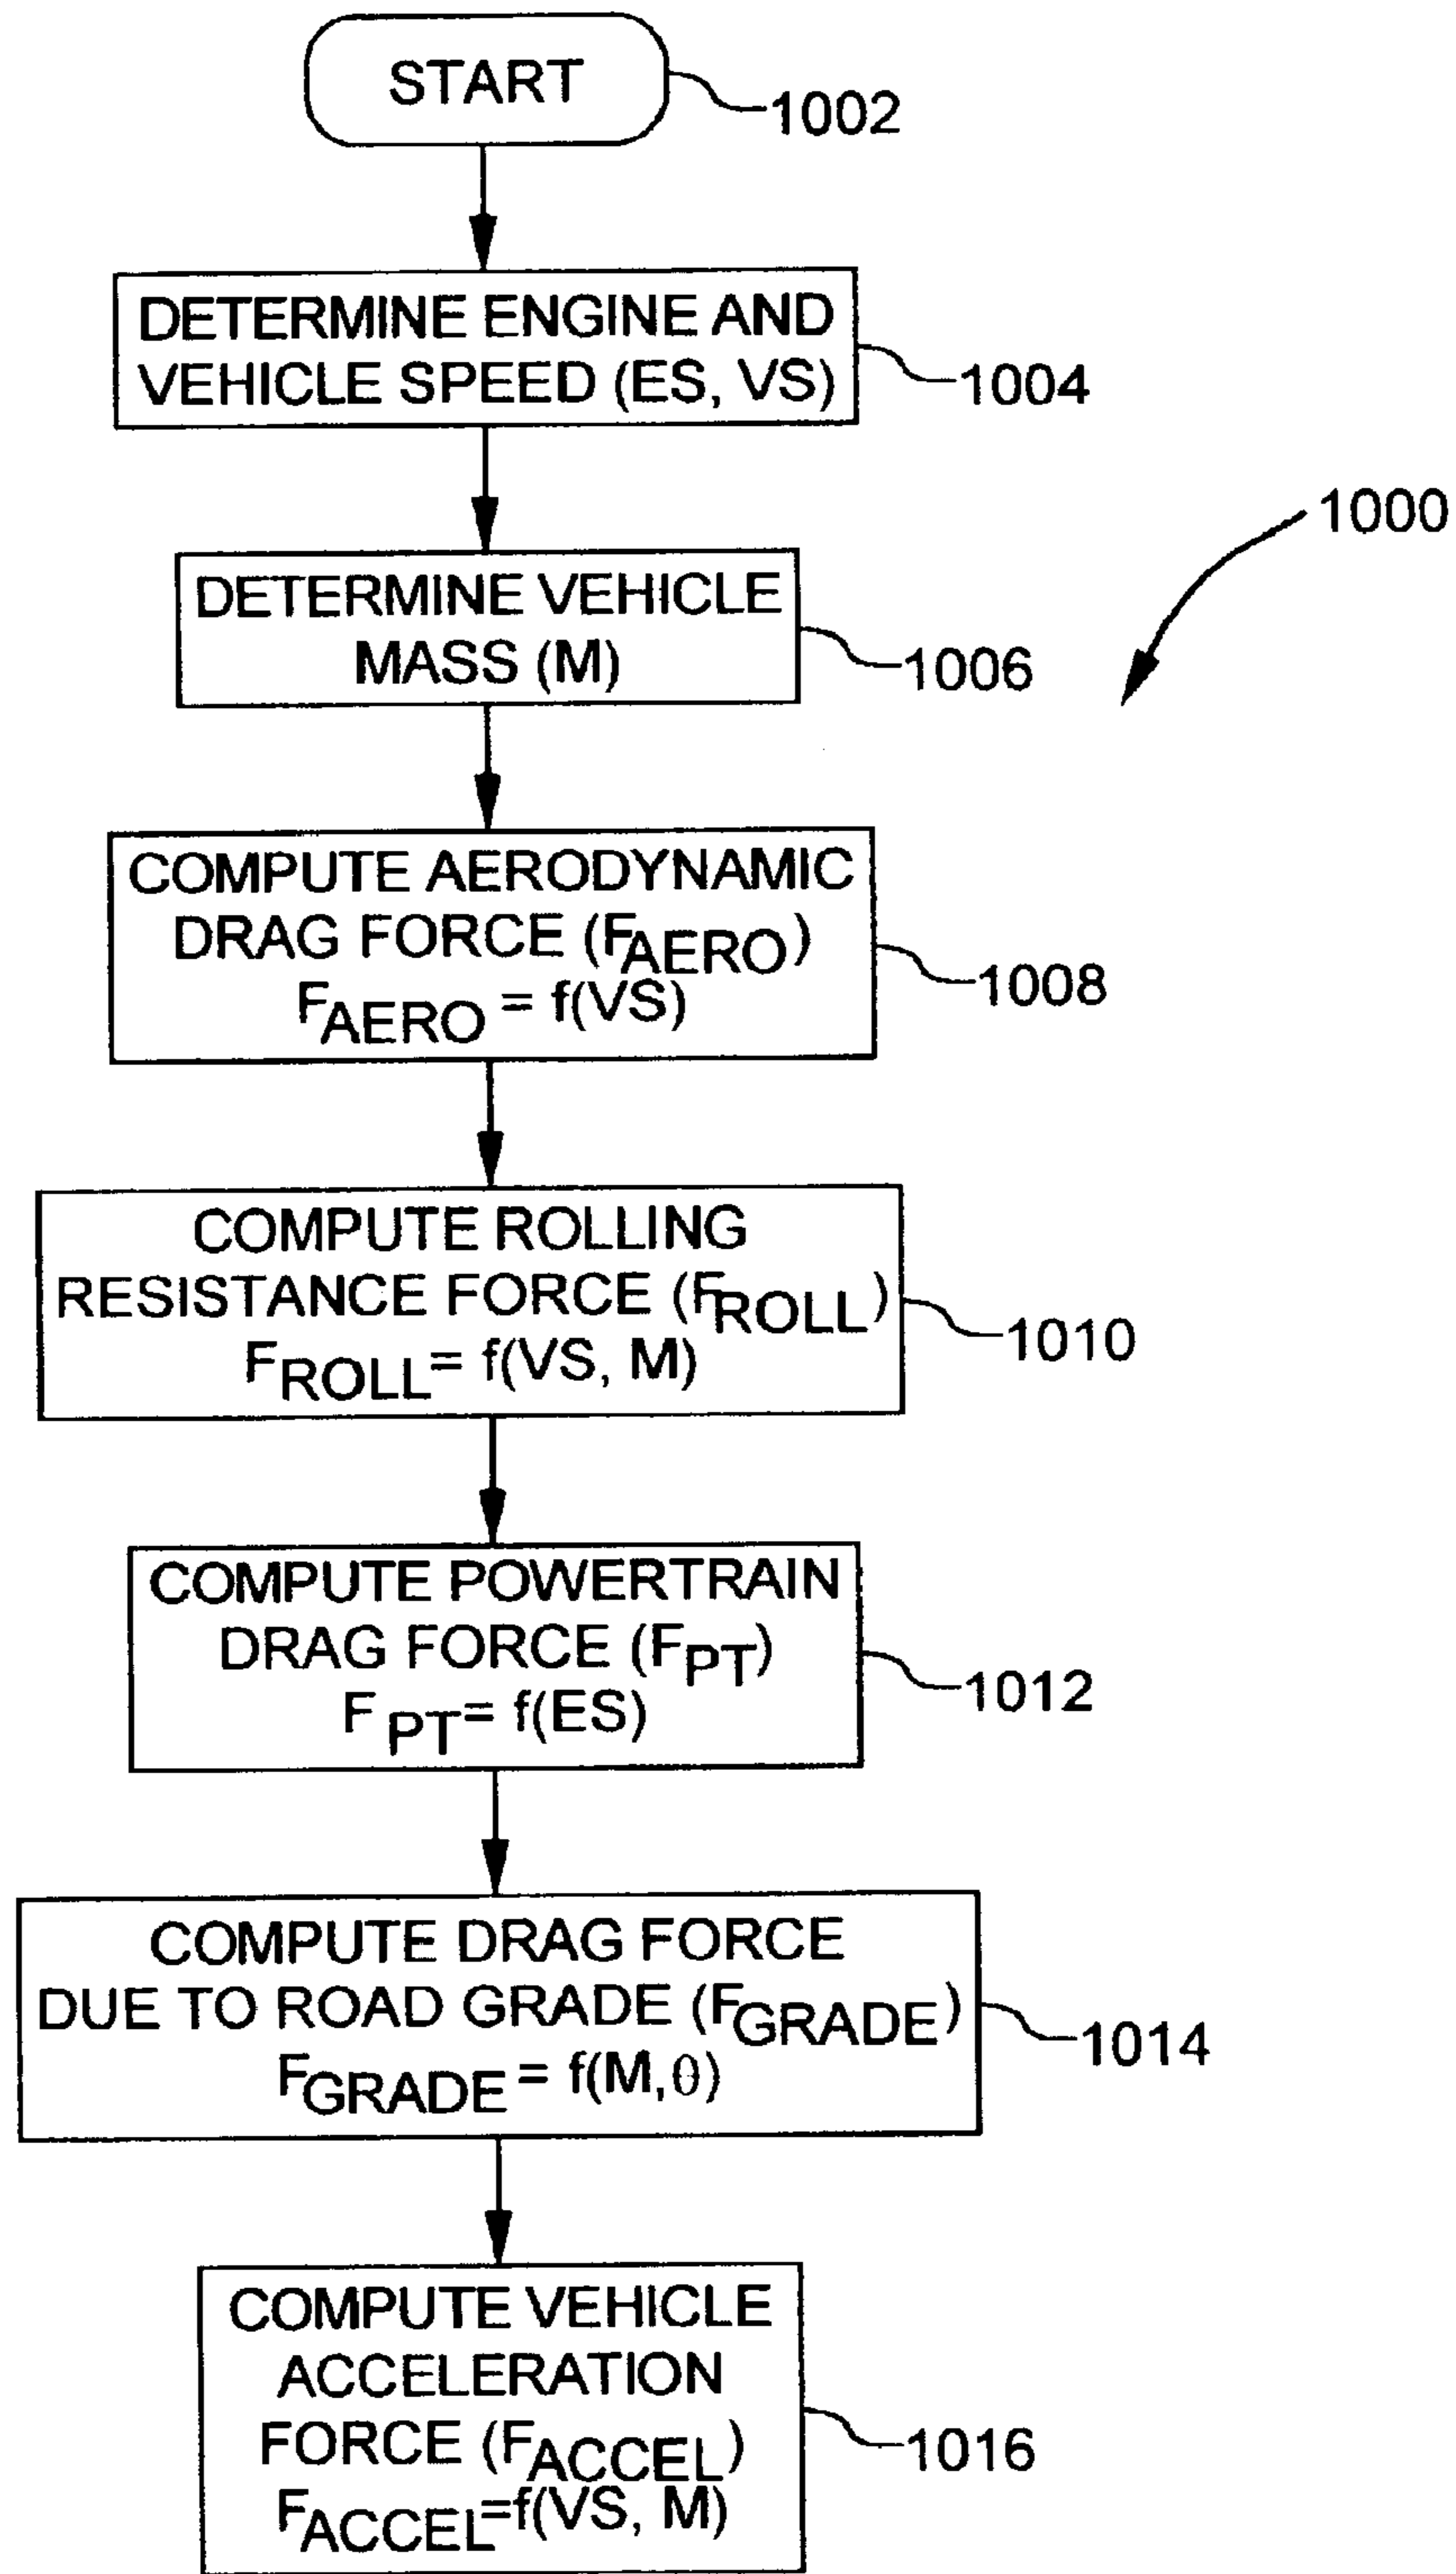 START
1002
DETERMINE ENGINE AND
VEHICLE SPEED (ES, VS)
1004
1000
DETERMINE VEHICLE
MASS (M)
1006
COMPUTE AERODYNAMIC
DRAG FORCE (FAERO)
FAERO = f(VS)
1008
COMPUTE ROLLING
RESISTANCE FORCE (FROLL)
FROLL = f(VS, M)
1010
COMPUTE POWERTRAIN
DRAG FORCE (FPT)
FPT = f(ES)
1012
COMPUTE DRAG FORCE
DUE TO ROAD GRADE (FGRADE)
FGRADE = f(M,θ)
1014
COMPUTE VEHICLE
ACCELERATION
FORCE (FACCEL)
FACCEL=f(VS, M)
1016